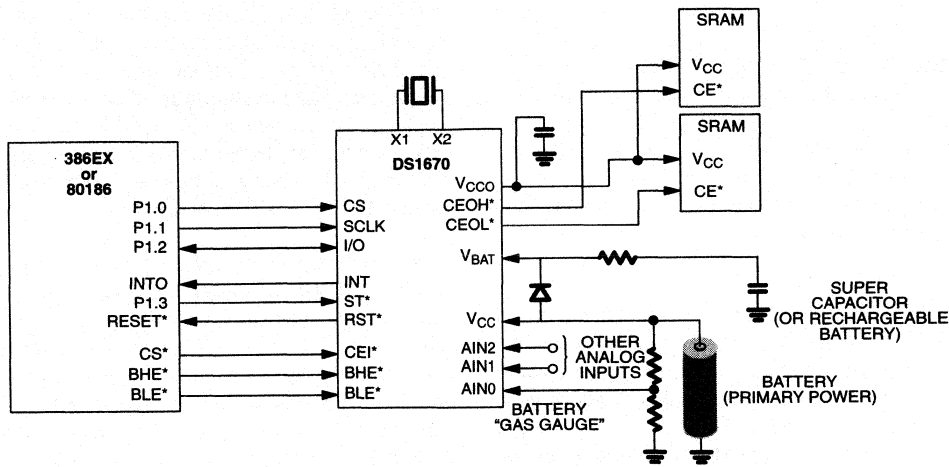 SRAM
VCC
CE*
SRAM
VCC
CE*
X1 X2
DS1670
VCCO
CEOH*
CEOL*
CS
SCLK
I/O
VBAT
INT
ST*
RST*
VCC
CEI*
AIN2
BHE*
AIN1
BLE*
AIN0
386EX
or
80186
P1.0
P1.1
P1.2
INTO
P1.3
RESET*
CS*
BHE*
BLE*
OTHER
ANALOG
INPUTS
BATTERY
"GAS GAUGE"
SUPER
CAPACITOR
(OR RECHARGEABLE
BATTERY)
BATTERY
(PRIMARY POWER)